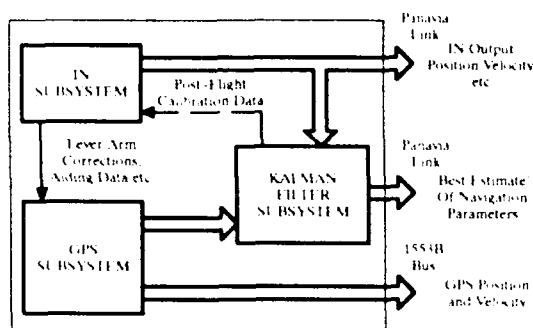 IN
SUBSYSTEM
Post-Flight
Calibration Data
Lever Arm
Corrections,
Aiding Data etc
GPS
SUBSYSTEM
KALMAN
FILTER
SUBSYSTEM
Panavia
Link
IN Output
Position Velocity
etc
Panavia
Link
Best Estimate
Of Navigation
Parameters
1553B
Bus
GPS Position
and Velocity